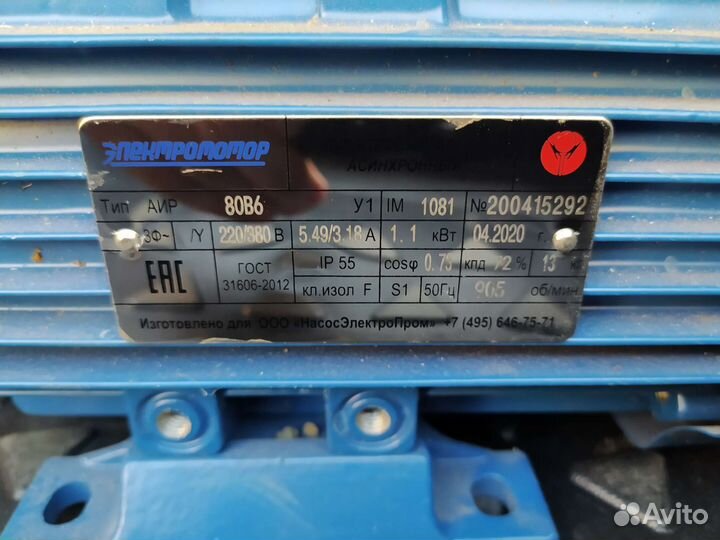 Электромотор
АСИНХРОННЫЙ
Тип АИР 80В6 У1 IM 1081 №200415292
3Ф~ /Y 220/380 В 5.49/3.18 А 1.1 кВт 04.2020 г.
EAC ГОСТ 31606-2012 IP 55 cosφ 0.73 кпд 72 % 13
кл.изол F S1 50Гц 905 об/мин
Изготовлено для ООО «НасосЭлектроПром» +7 (495) 646-75-71
Avito